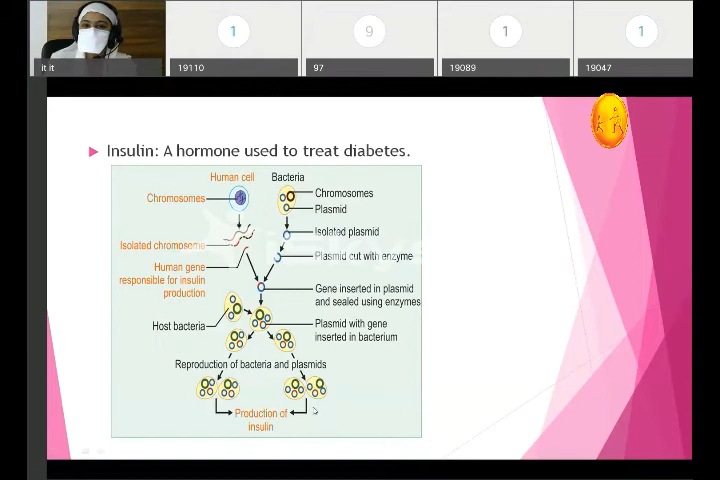 1
9
1
1
it it
19110
97
19089
19047
Insulin: A hormone used to treat diabetes.
Human cell
Bacteria
Chromosomes
Chromosomes
Plasmid
Isolated plasmid
Isolated chromosome
Plasmid cut with enzyme
Human gene
responsible for insulin
production
Gene inserted in plasmid
and sealed using enzymes
Host bacteria
Plasmid with gene
inserted in bacterium
Reproduction of bacteria and plasmids
Production of
insulin